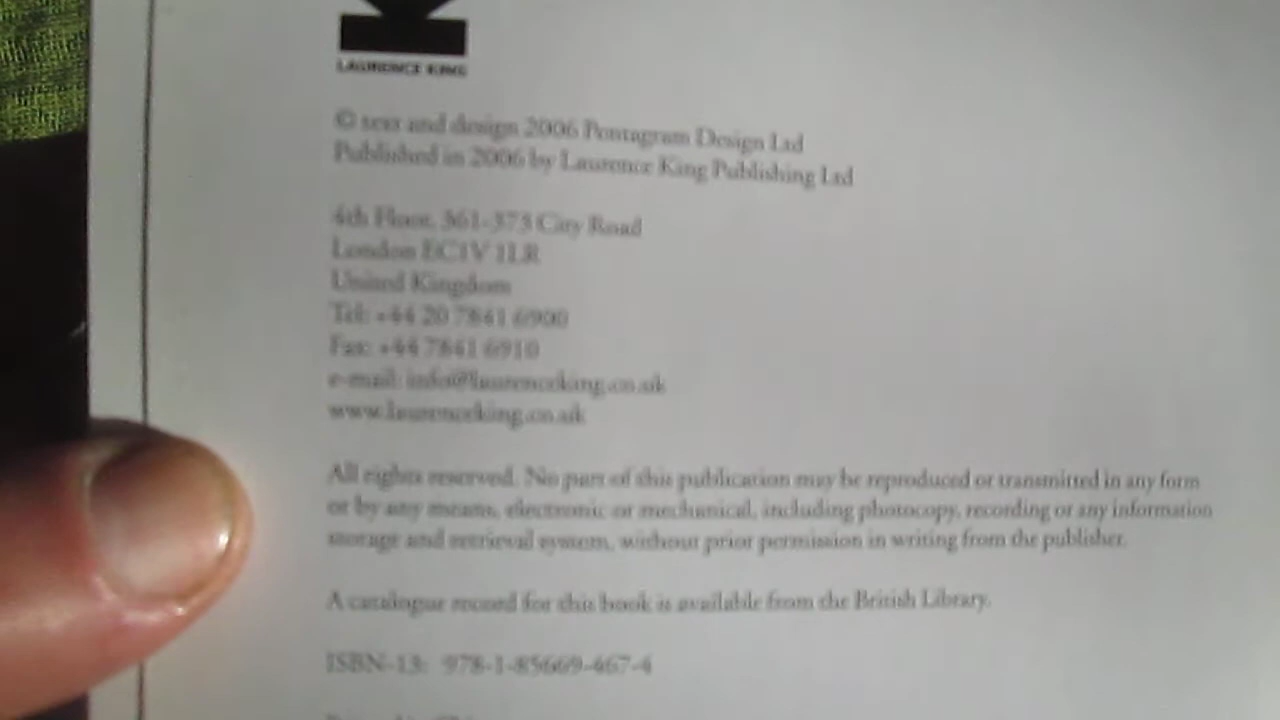 LAURENCE KING
© text and design 2006 Pentagram Design Ltd
Published in 2006 by Laurence King Publishing Ltd
4th Floor, 361-373 City Road
London EC1V 1LR
United Kingdom
Tel: +44 20 7841 6900
Fax: +44 7841 6910
e-mail: info@laurenceking.co.uk
www.laurenceking.co.uk
All rights reserved. No part of this publication may be reproduced or transmitted in any form
or by any means, electronic or mechanical, including photocopy, recording or any information
storage and retrieval system, without prior permission in writing from the publisher.
A catalogue record for this book is available from the British Library.
ISBN-13: 978-1-85669-467-4